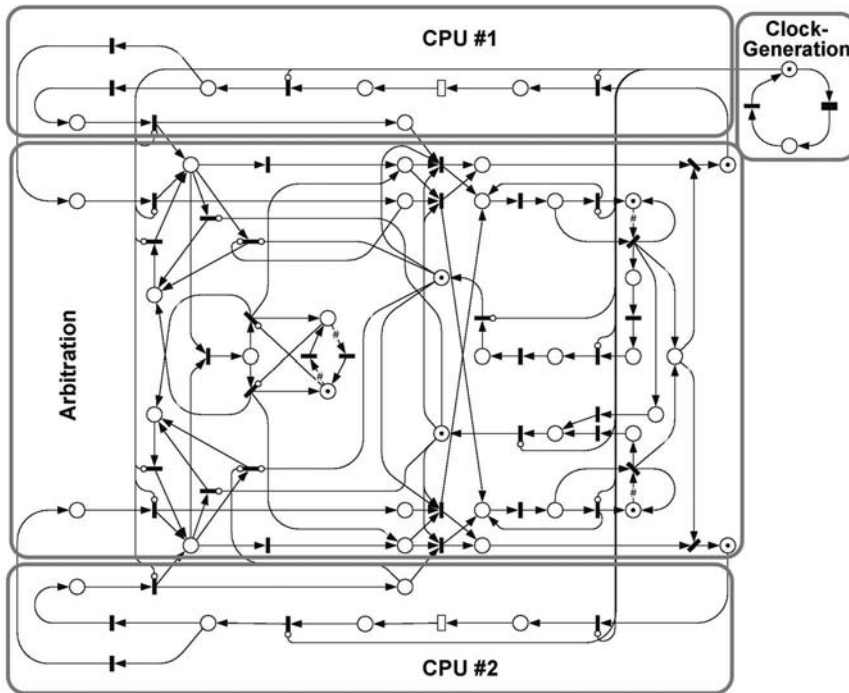 CPU #1
Clock-
Generation
#
#
#
Arbitration
#
CPU #2